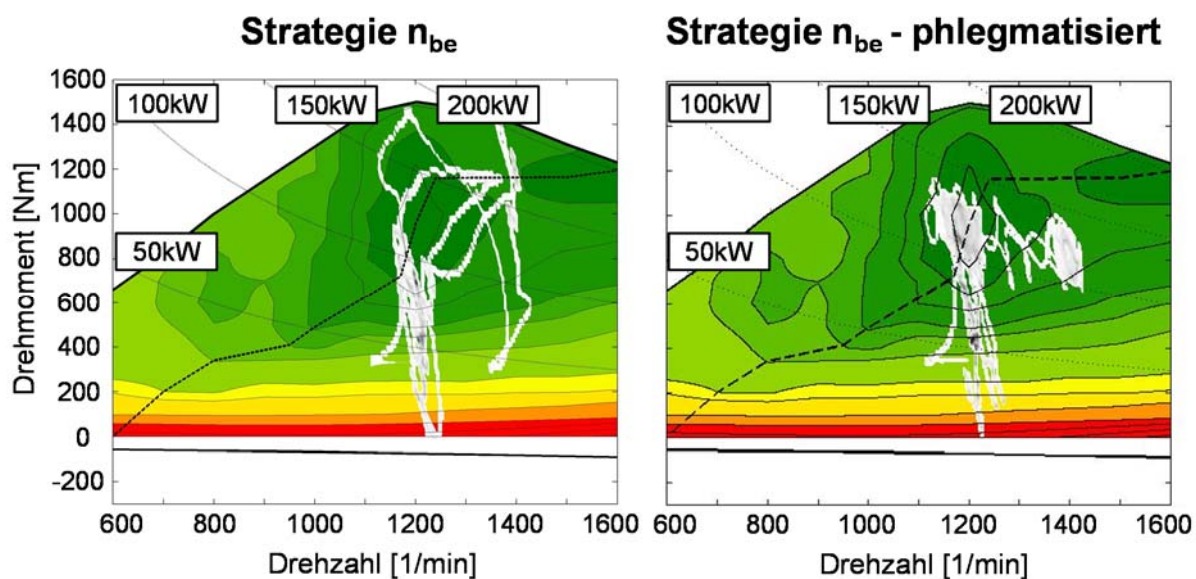 Strategie nbe
Strategie nbe - phlegmatisiert
Drehmoment [Nm]
1600
1400
1200
1000
800
600
400
200
0
-200
100kW
150kW
200kW
50kW
600 800 1000 1200 1400 1600
Drehzahl [1/min]
100kW
150kW
200kW
50kW
600 800 1000 1200 1400 1600
Drehzahl [1/min]